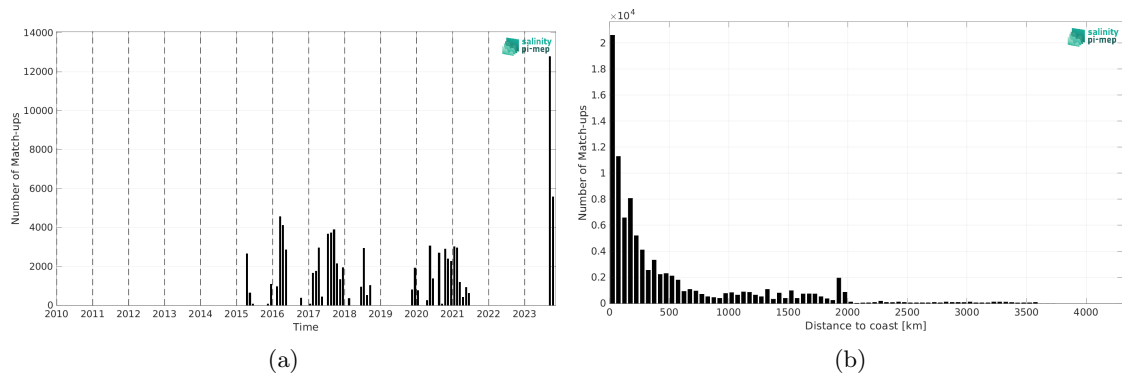 14000
12000
10000
8000
6000
4000
2000
0
Number of Match-ups
2010 2011 2012 2013 2014 2015 2016 2017 2018 2019 2020 2021 2022 2023
Time
salinity
pi-mep
(a)
×10⁴
2
1.8
1.6
1.4
1.2
1
0.8
0.6
0.4
0.2
0
Number of Match-ups
0 500 1000 1500 2000 2500 3000 3500 4000
Distance to coast [km]
salinity
pi-mep
(b)